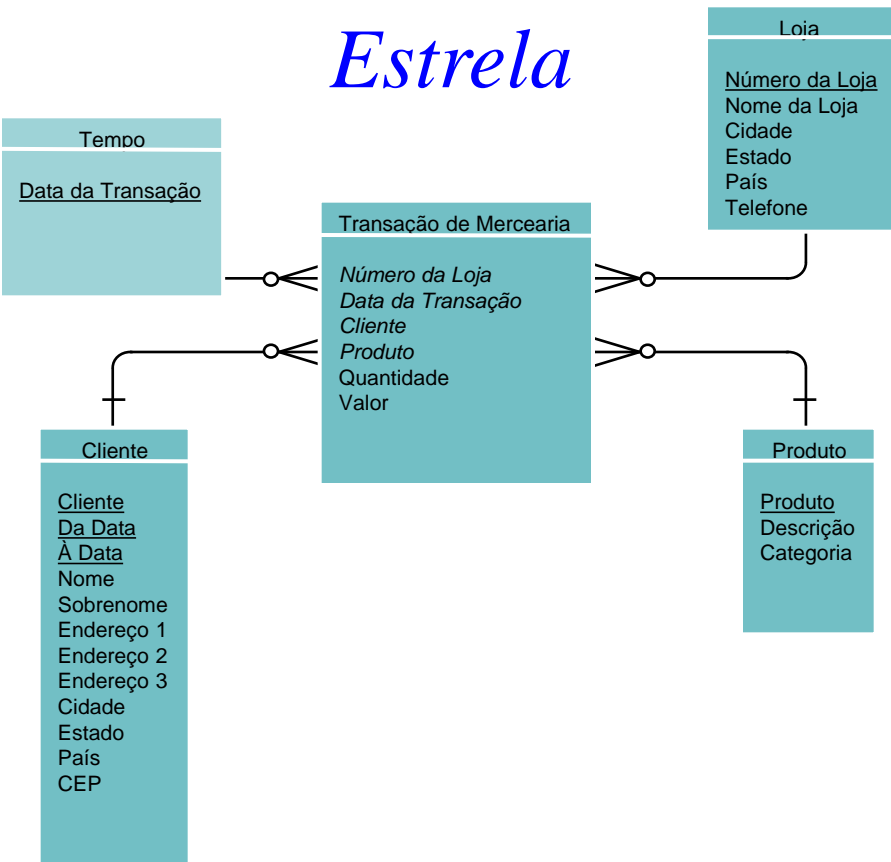 Estrela
Tempo
Data da Transação
Loja
Número da Loja
Nome da Loja
Cidade
Estado
País
Telefone
Transação de Mercearia
Número da Loja
Data da Transação
Cliente
Produto
Quantidade
Valor
Cliente
Cliente
Da Data
À Data
Nome
Sobrenome
Endereço 1
Endereço 2
Endereço 3
Cidade
Estado
País
CEP
Produto
Produto
Descrição
Categoria